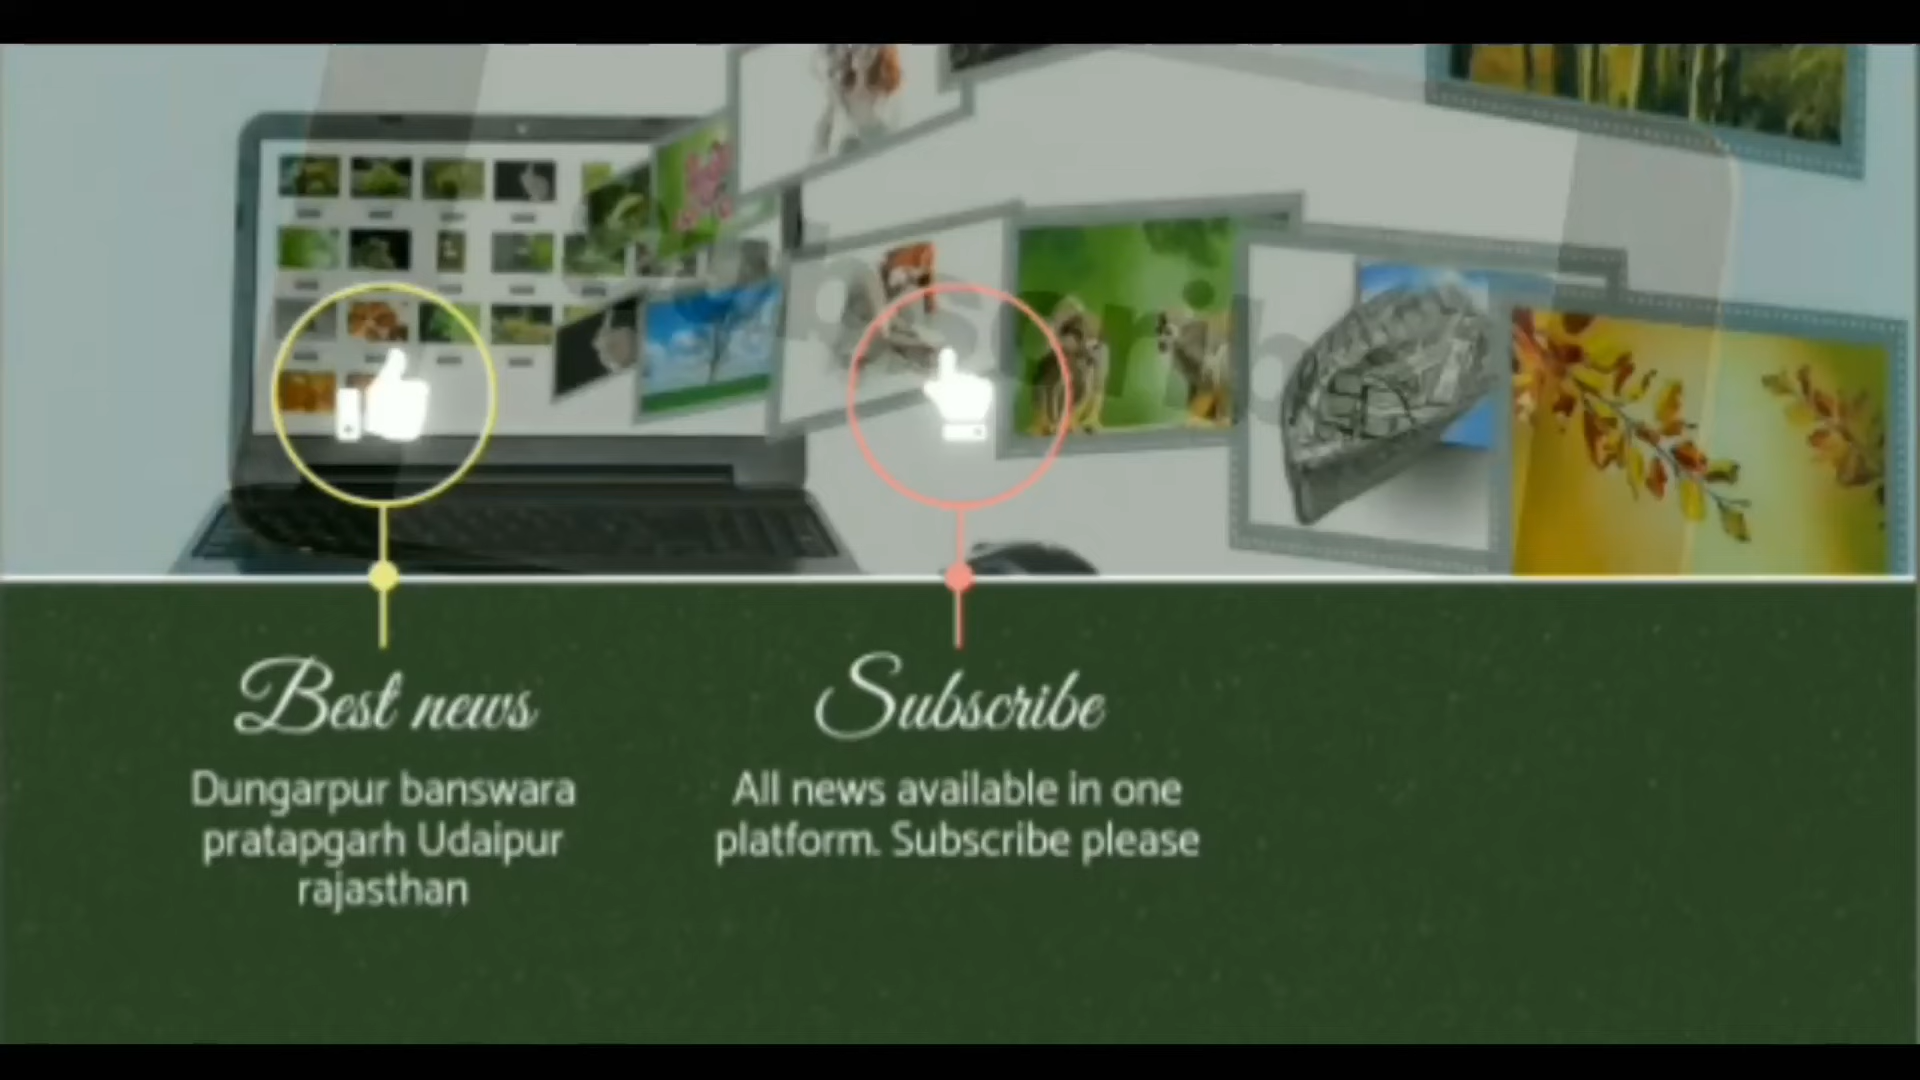 Best news
Dungarpur banswara
pratapgarh Udaipur
rajasthan
Subscribe
All news available in one
platform. Subscribe please